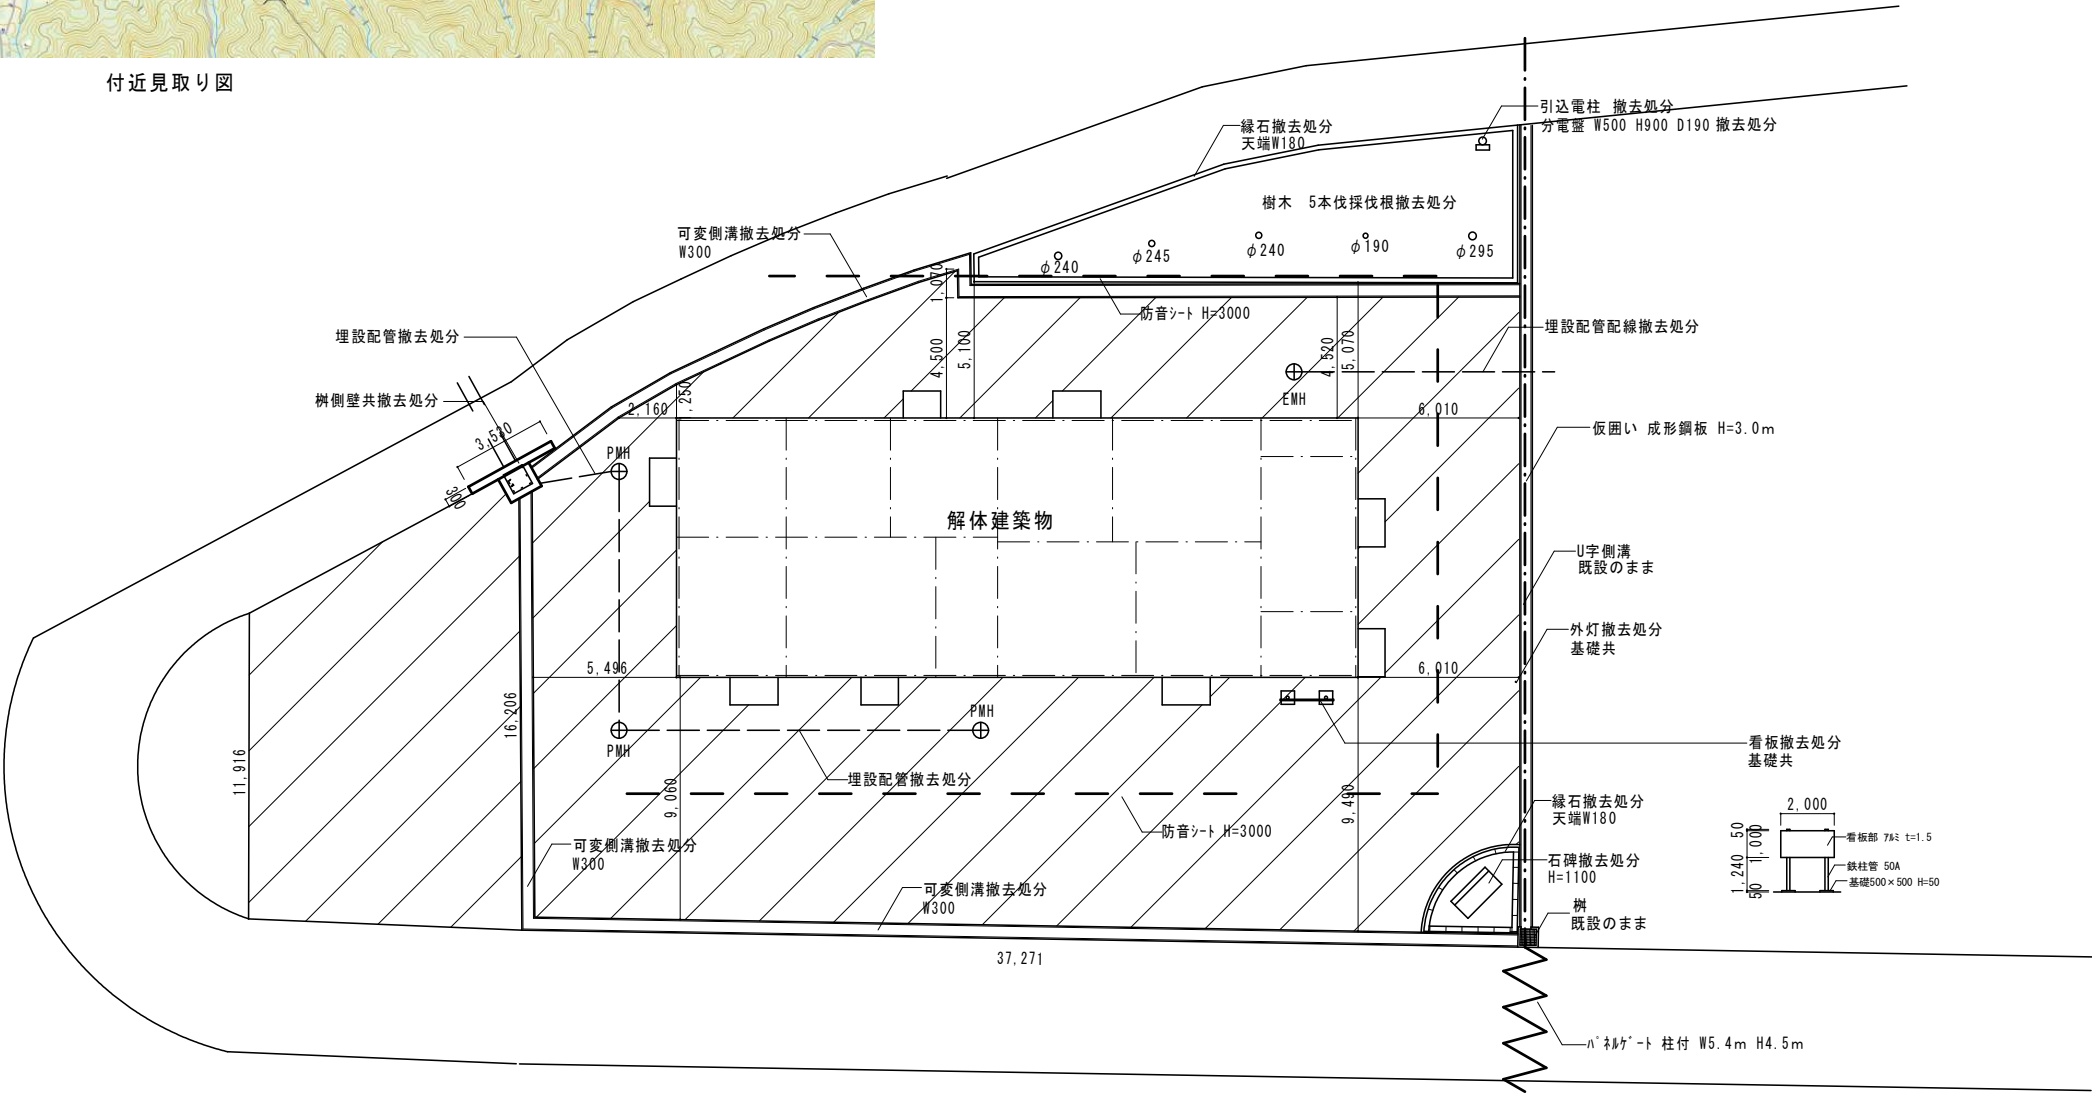 付近見取り図
引込電柱 撤去処分
分電盤 W500 H900 D190 撤去処分
縁石撤去処分
天端W180
樹木 5本伐採伐根撤去処分
可変側溝撤去処分
W300
φ240
φ245
φ240
φ190
φ295
1,070
防音シート H=3000
埋設配管撤去処分
埋設配管配線撤去処分
4,500
5,100
4,520
5,070
桝側壁共撤去処分
2,160
EMH
6,010
仮囲い 成形鋼板 H=3.0m
3,530
300
PMH
解体建築物
U字側溝
既設のまま
外灯撤去処分
基礎共
5,496
6,010
16,206
PMH
PMH
看板撤去処分
基礎共
11,916
埋設配管撤去処分
9,060
9,490
防音シート H=3000
縁石撤去処分
天端W180
2,000
50
1,000
1,240
50
看板部 アルミ t=1.5
鉄柱管 50A
基礎500×500 H=50
可変側溝撤去処分
W300
石碑撤去処分
H=1100
可変側溝撤去処分
W300
桝
既設のまま
37,271
パネルゲート 柱付 W5.4m H4.5m